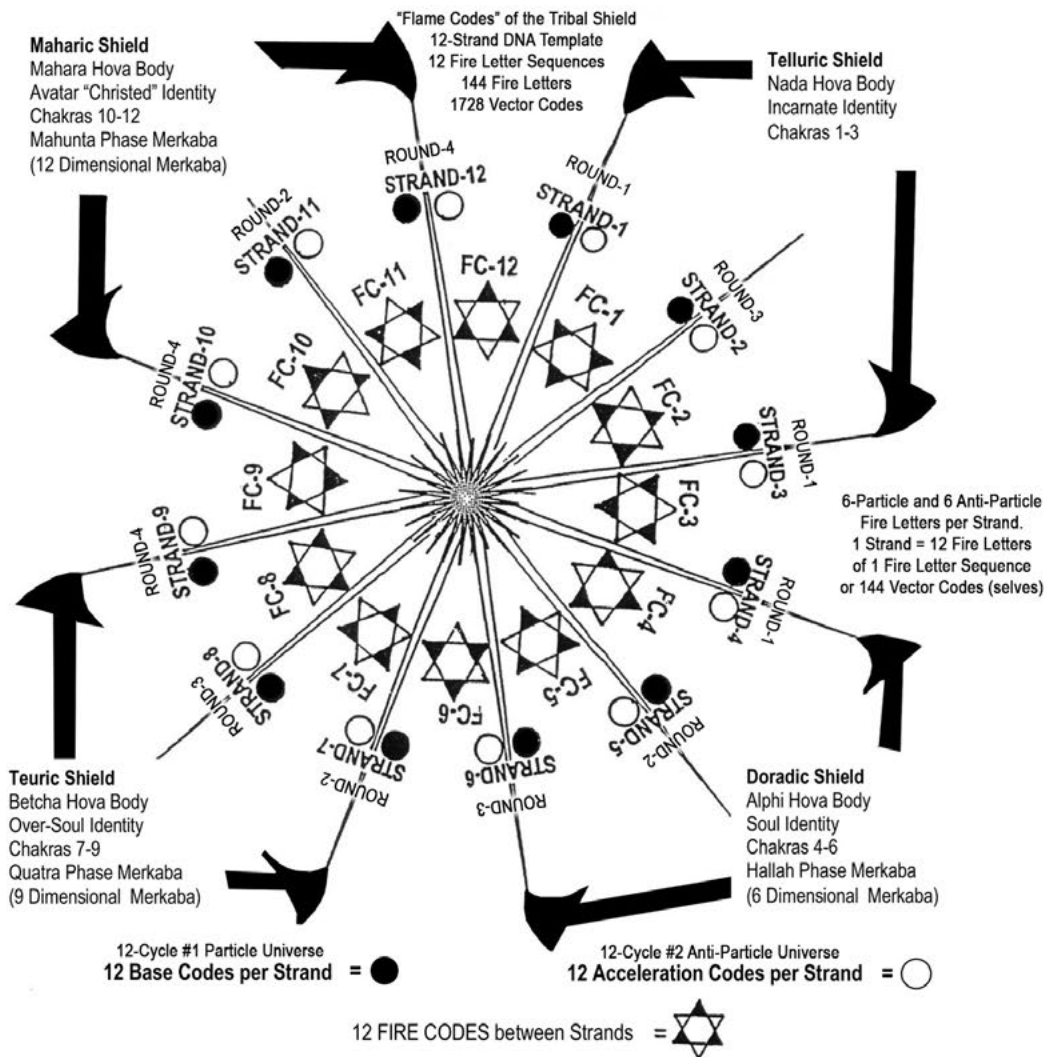 "Flame Codes" of the Tribal Shield
12-Strand DNA Template
12 Fire Letter Sequences
144 Fire Letters
1728 Vector Codes
Maharic Shield
Mahara Hova Body
Avatar "Christed" Identity
Chakras 10-12
Mahunta Phase Merkaba
(12 Dimensional Merkaba)
Telluric Shield
Nada Hova Body
Incarnate Identity
Chakras 1-3
ROUND-4
STRAND-12
ROUND-1
STRAND-1
ROUND-3
STRAND-2
ROUND-1
STRAND-3
ROUND-1
STRAND-4
ROUND-2
STRAND-5
ROUND-3
STRAND-6
ROUND-2
STRAND-7
ROUND-3
STRAND-8
ROUND-4
STRAND-9
ROUND-4
STRAND-10
ROUND-2
STRAND-11
FC-12
FC-1
FC-2
FC-3
FC-4
FC-5
FC-6
FC-7
FC-8
FC-9
FC-10
FC-11
6-Particle and 6 Anti-Particle
Fire Letters per Strand.
1 Strand = 12 Fire Letters
of 1 Fire Letter Sequence
or 144 Vector Codes (selves)
Teuric Shield
Betcha Hova Body
Over-Soul Identity
Chakras 7-9
Quatra Phase Merkaba
(9 Dimensional Merkaba)
Doradic Shield
Alphi Hova Body
Soul Identity
Chakras 4-6
Hallah Phase Merkaba
(6 Dimensional Merkaba)
12-Cycle #1 Particle Universe
12 Base Codes per Strand =
12-Cycle #2 Anti-Particle Universe
12 Acceleration Codes per Strand =
12 FIRE CODES between Strands =